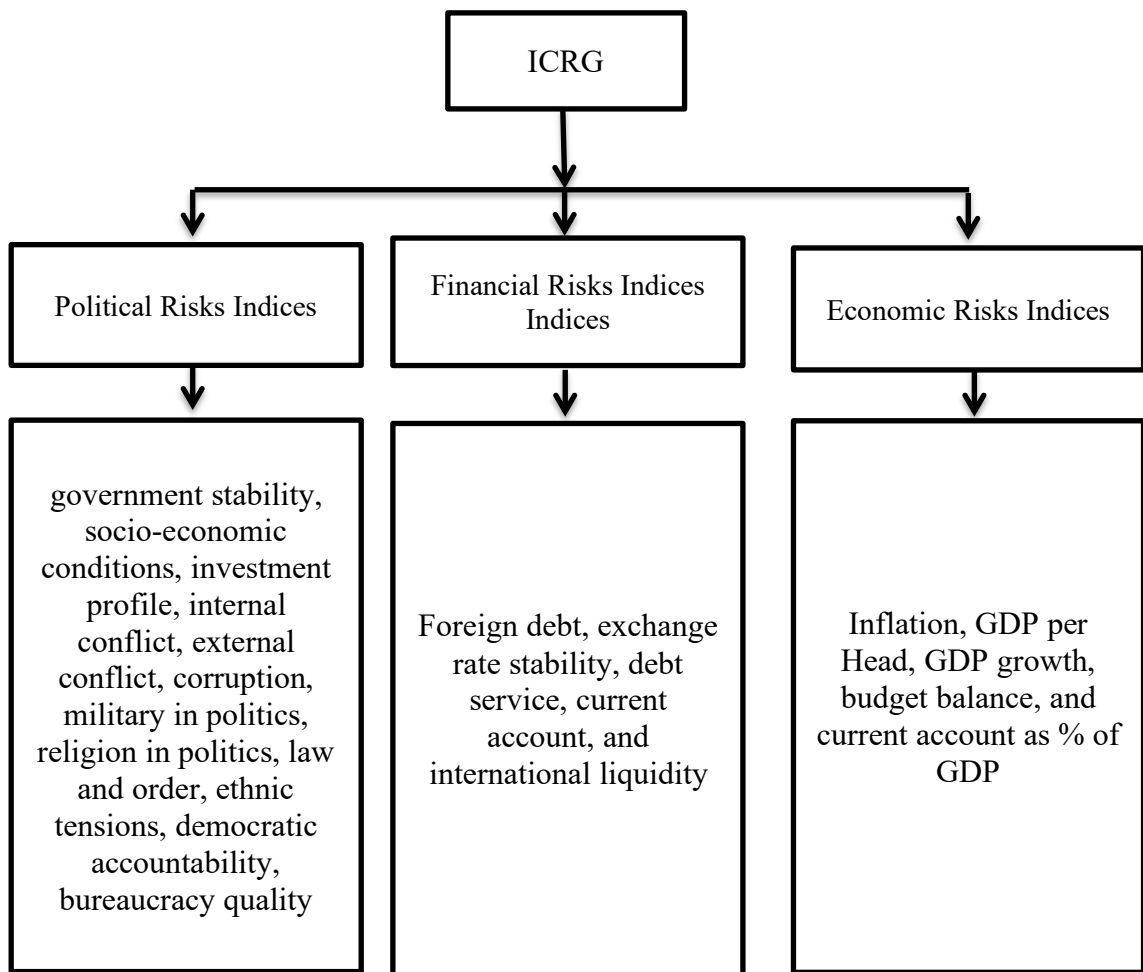 ICRG
Political Risks Indices
Financial Risks Indices
Indices
Economic Risks Indices
government stability,
socio-economic
conditions, investment
profile, internal
conflict, external
conflict, corruption,
military in politics,
religion in politics, law
and order, ethnic
tensions, democratic
accountability,
bureaucracy quality
Foreign debt, exchange
rate stability, debt
service, current
account, and
international liquidity
Inflation, GDP per
Head, GDP growth,
budget balance, and
current account as % of
GDP